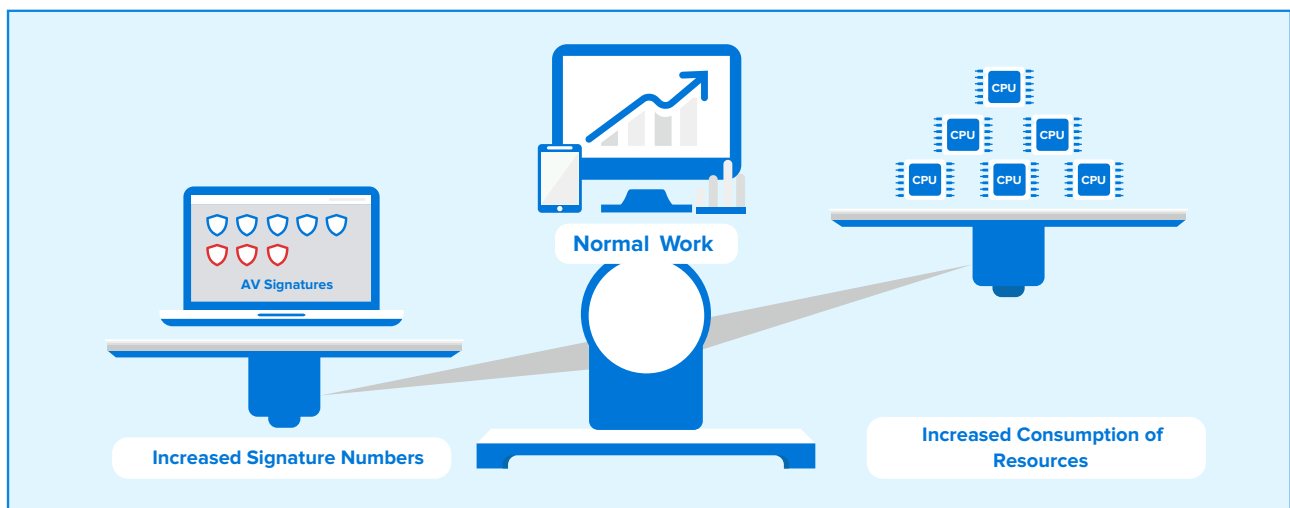 CPU
CPU CPU
CPU CPU CPU
Normal Work
AV Signatures
Increased Signature Numbers
Increased Consumption of
Resources